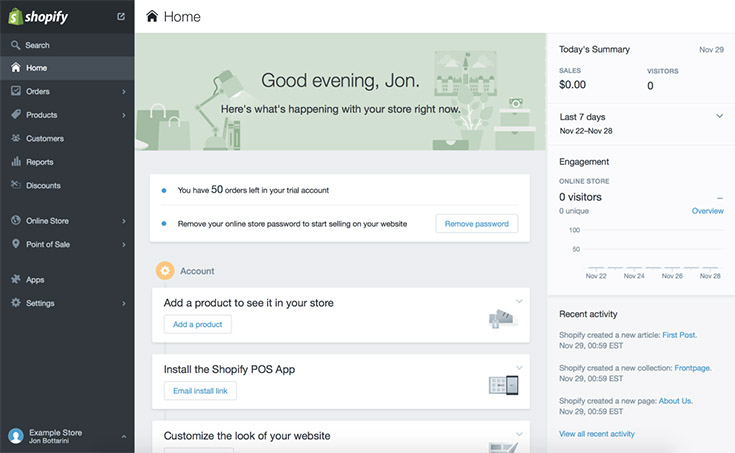 shopify
Search
Home
Orders
Products
Customers
Reports
Discounts
Online Store
Point of Sale
Apps
Settings
Example Store
Jon Bottarini
Home
Good evening, Jon.
Here's what's happening with your store right now.
You have 50 orders left in your trial account
Remove your online store password to start selling on your website
Remove password
Account
Add a product to see it in your store
Add a product
Install the Shopify POS App
Email install link
Customize the look of your website
Today's Summary
Nov 29
SALES
VISITORS
$0.00
0
Last 7 days
Nov 22–Nov 28
Engagement
ONLINE STORE
0 visitors
–
0 unique
Overview
100
50
Nov 22 Nov 24 Nov 26 Nov 28
Recent activity
Shopify created a new article: First Post.
Nov 29, 00:59 EST
Shopify created a new collection: Frontpage.
Nov 29, 00:59 EST
Shopify created a new page: About Us.
Nov 29, 00:59 EST
View all recent activity